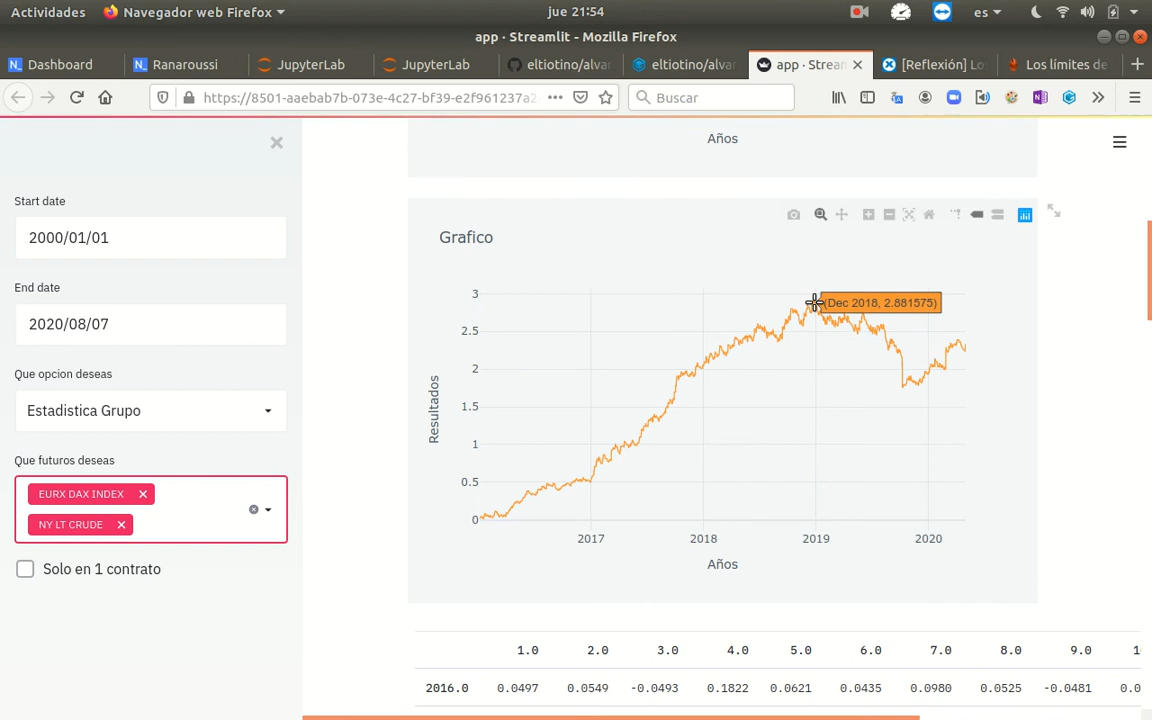 Actividades Navegador web Firefox jue 21:54 es
app · Streamlit - Mozilla Firefox
Dashboard Ranaroussi JupyterLab JupyterLab eltiotino/alvar eltiotino/alvar app · Stream [Reflexión] Lo Los límites de
https://8501-aaebab7b-073e-4c27-bf39-e2f961237a2 Buscar
Años
Start date
2000/01/01
End date
2020/08/07
Que opcion deseas
Estadistica Grupo
Que futuros deseas
EURX DAX INDEX
NY LT CRUDE
Solo en 1 contrato
Grafico
(Dec 2018, 2.881575)
3
2.5
2
1.5
1
0.5
0
Resultados
2017 2018 2019 2020
Años
1.0 2.0 3.0 4.0 5.0 6.0 7.0 8.0 9.0 1
2016.0 0.0497 0.0549 -0.0493 0.1822 0.0621 0.0435 0.0980 0.0525 -0.0481 0.0